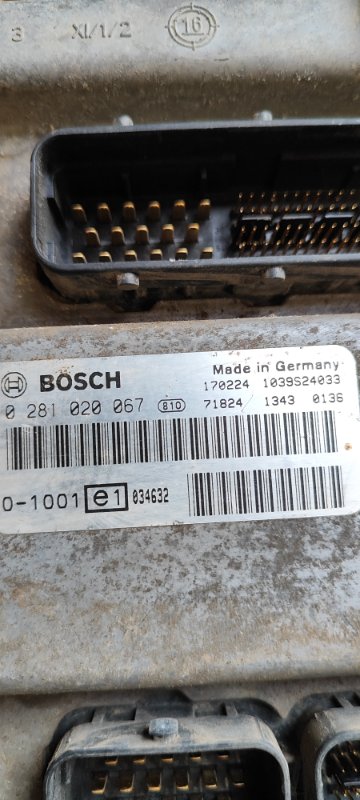 3 XI/1/2 16
BOSCH Made in Germany
170224 1039S24033
0 281 020 067 810 71824 1343 0136
0-1001 e1 034632